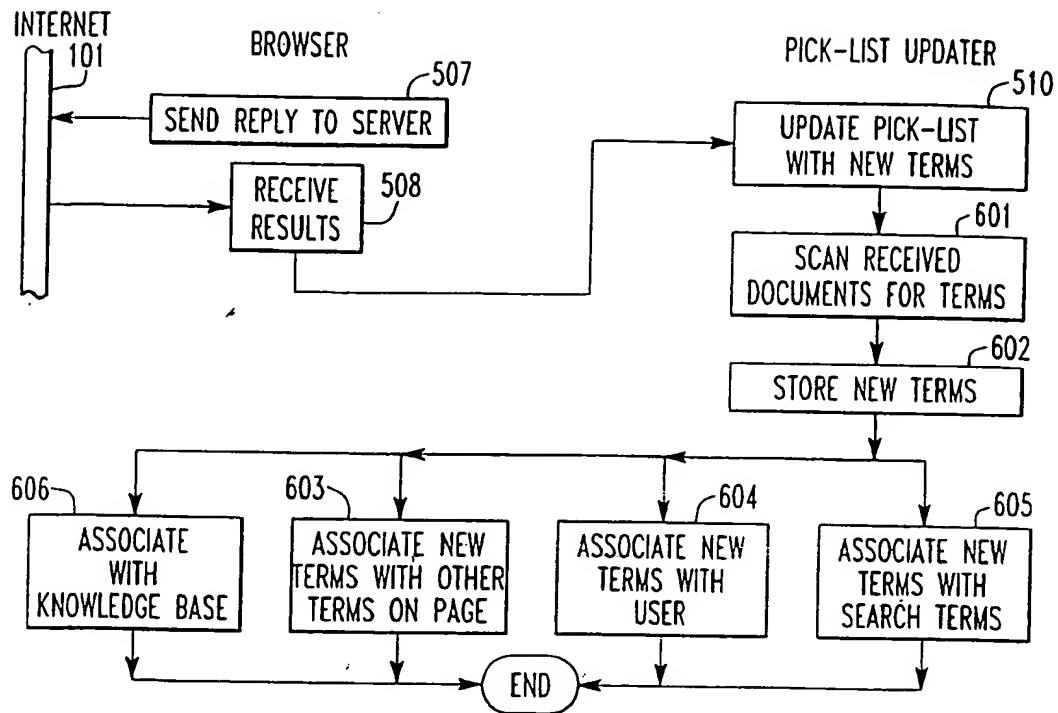 INTERNET
101
BROWSER
PICK-LIST UPDATER
507
SEND REPLY TO SERVER
510
UPDATE PICK-LIST
WITH NEW TERMS
RECEIVE
RESULTS
508
601
SCAN RECEIVED
DOCUMENTS FOR TERMS
602
STORE NEW TERMS
606
ASSOCIATE
WITH
KNOWLEDGE BASE
603
ASSOCIATE NEW
TERMS WITH OTHER
TERMS ON PAGE
604
ASSOCIATE NEW
TERMS WITH
USER
605
ASSOCIATE NEW
TERMS WITH
SEARCH TERMS
END